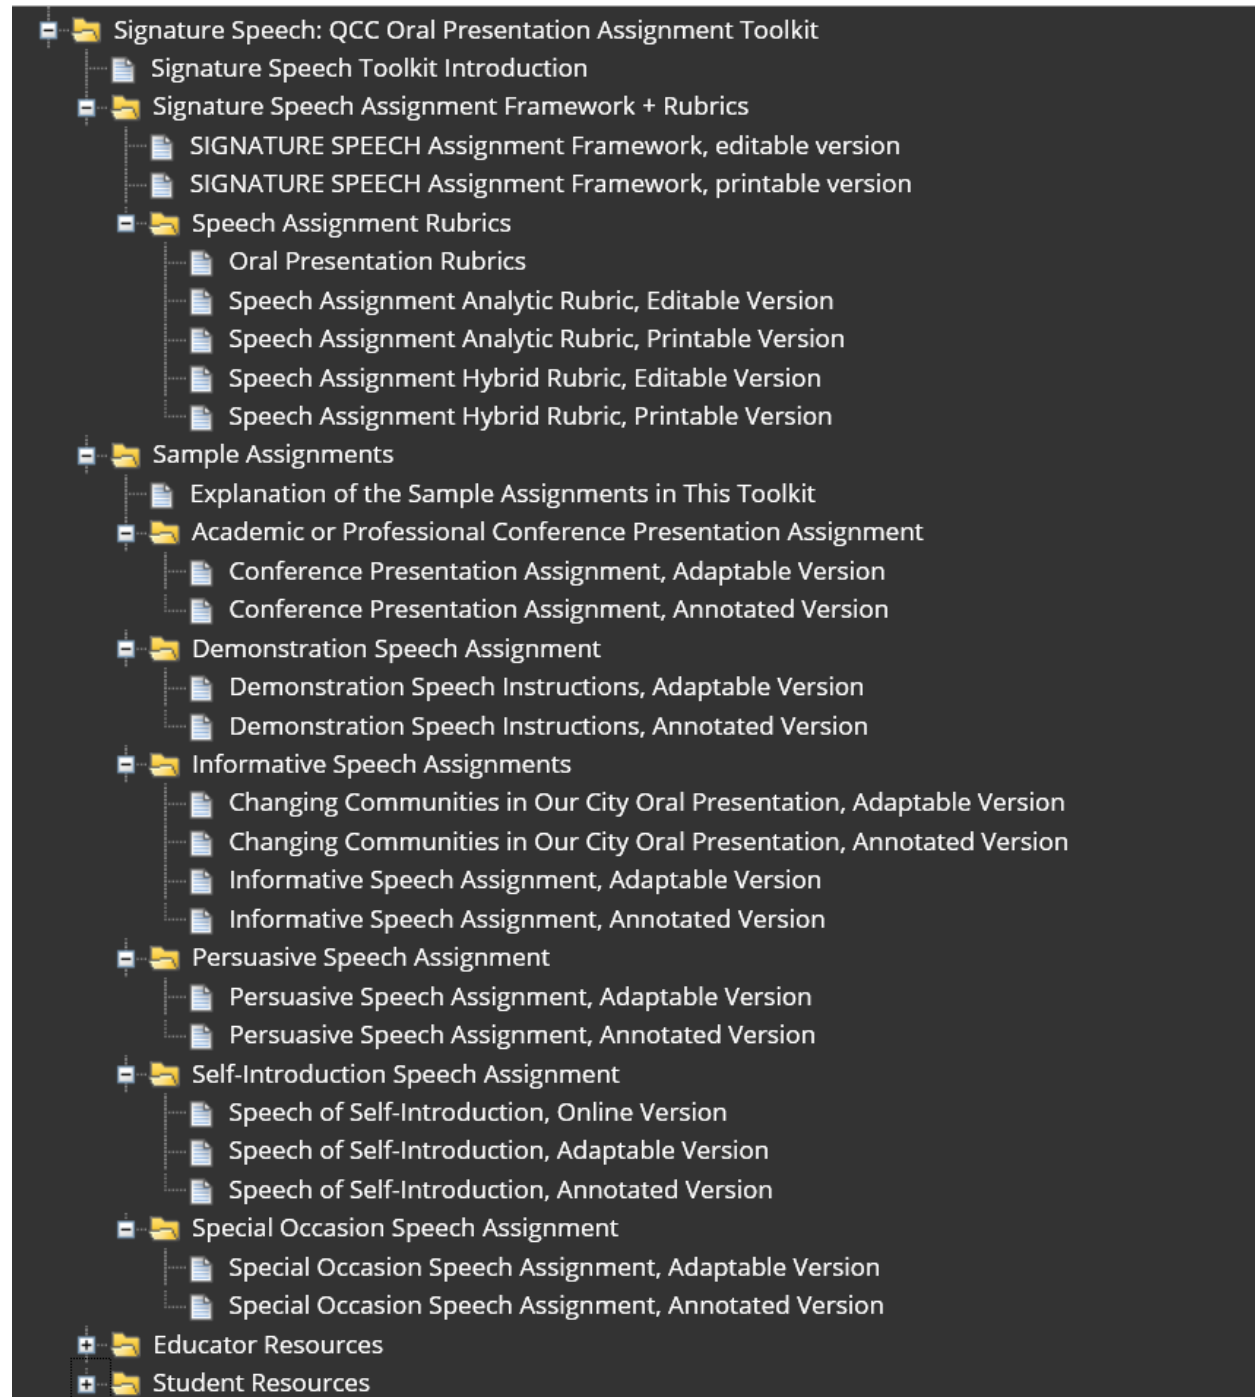 Signature Speech: QCC Oral Presentation Assignment Toolkit
Signature Speech Toolkit Introduction
Signature Speech Assignment Framework + Rubrics
SIGNATURE SPEECH Assignment Framework, editable version
SIGNATURE SPEECH Assignment Framework, printable version
Speech Assignment Rubrics
Oral Presentation Rubrics
Speech Assignment Analytic Rubric, Editable Version
Speech Assignment Analytic Rubric, Printable Version
Speech Assignment Hybrid Rubric, Editable Version
Speech Assignment Hybrid Rubric, Printable Version
Sample Assignments
Explanation of the Sample Assignments in This Toolkit
Academic or Professional Conference Presentation Assignment
Conference Presentation Assignment, Adaptable Version
Conference Presentation Assignment, Annotated Version
Demonstration Speech Assignment
Demonstration Speech Instructions, Adaptable Version
Demonstration Speech Instructions, Annotated Version
Informative Speech Assignments
Changing Communities in Our City Oral Presentation, Adaptable Version
Changing Communities in Our City Oral Presentation, Annotated Version
Informative Speech Assignment, Adaptable Version
Informative Speech Assignment, Annotated Version
Persuasive Speech Assignment
Persuasive Speech Assignment, Adaptable Version
Persuasive Speech Assignment, Annotated Version
Self-Introduction Speech Assignment
Speech of Self-Introduction, Online Version
Speech of Self-Introduction, Adaptable Version
Speech of Self-Introduction, Annotated Version
Special Occasion Speech Assignment
Special Occasion Speech Assignment, Adaptable Version
Special Occasion Speech Assignment, Annotated Version
Educator Resources
Student Resources